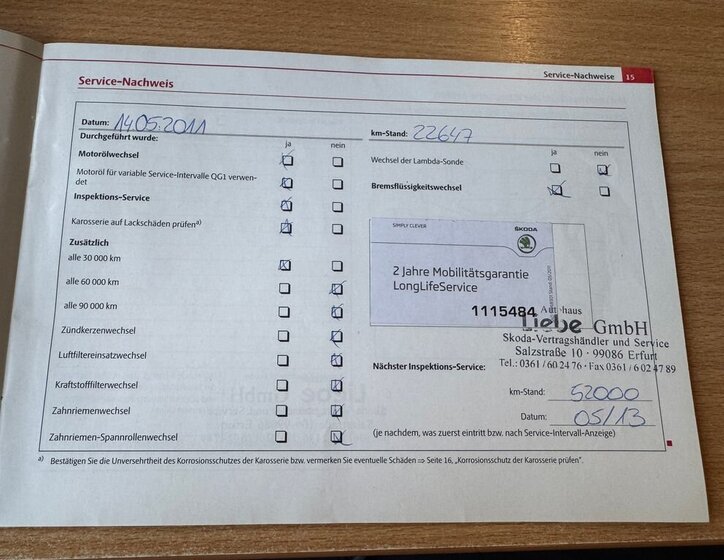 Service-Nachweise 15
Service-Nachweis
Datum: 14.05.2011
km-Stand: 22647
Durchgeführt wurde:
ja nein
Motorölwechsel
Motoröl für variable Service-Intervalle QG1 verwen-
det
Inspektions-Service
Karosserie auf Lackschäden prüfen a)
Zusätzlich
alle 30 000 km
alle 60 000 km
alle 90 000 km
Zündkerzenwechsel
Luftfiltereinsatzwechsel
Kraftstofffilterwechsel
Zahnriemenwechsel
Zahnriemen-Spannrollenwechsel
ja nein
Wechsel der Lambda-Sonde
Bremsflüssigkeitswechsel
SIMPLY CLEVER
ŠKODA
2 Jahre Mobilitätsgarantie
LongLifeService
1115484
Autohaus
Liebe GmbH
Skoda-Vertragshändler und Service
Salzstraße 10 · 99086 Erfurt
Tel.: 0361 / 60 24 76 · Fax 0361 / 6 02 47 89
Nächster Inspektions-Service:
km-Stand: 52000
Datum: 05/13
(je nachdem, was zuerst eintritt bzw. nach Service-Intervall-Anzeige)
a) Bestätigen Sie die Unversehrtheit des Korrosionsschutzes der Karosserie bzw. vermerken Sie eventuelle Schäden ⇒ Seite 16, „Korrosionsschutz der Karosserie prüfen".